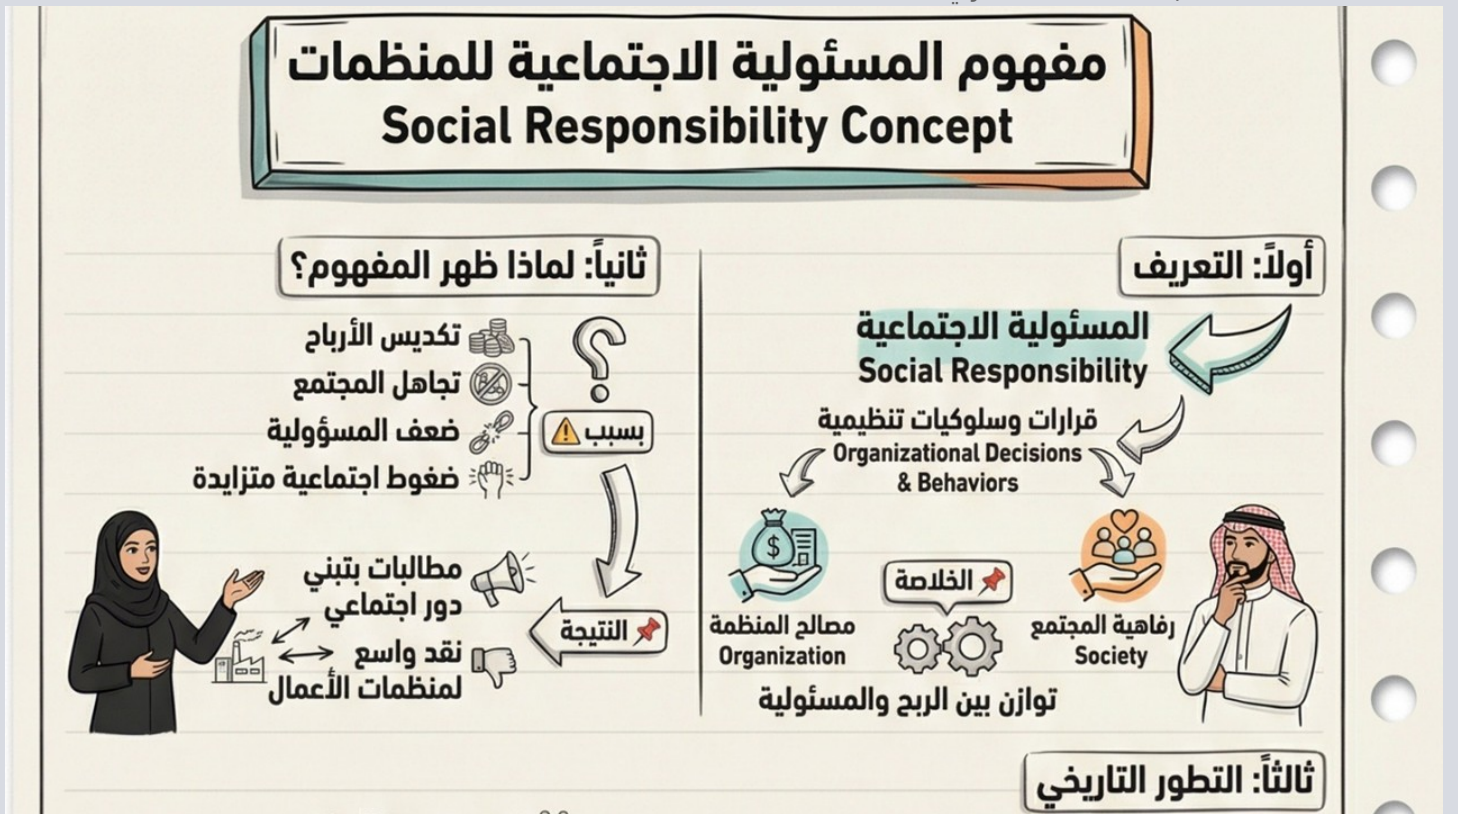 مفهوم المسئولية الاجتماعية للمنظمات
Social Responsibility Concept
أولاً: التعريف
المسئولية الاجتماعية
Social Responsibility
قرارات وسلوكيات تنظيمية
Organizational Decisions
& Behaviors
رفاهية المجتمع
Society
الخلاصة
$
مصالح المنظمة
Organization
توازن بين الربح والمسئولية
ثانياً: لماذا ظهر المفهوم؟
بسبب
تكديس الأرباح
تجاهل المجتمع
ضعف المسؤولية
ضغوط اجتماعية متزايدة
النتيجة
مطالبات بتبني
دور اجتماعي
نقد واسع
لمنظمات الأعمال
ثالثاً: التطور التاريخي